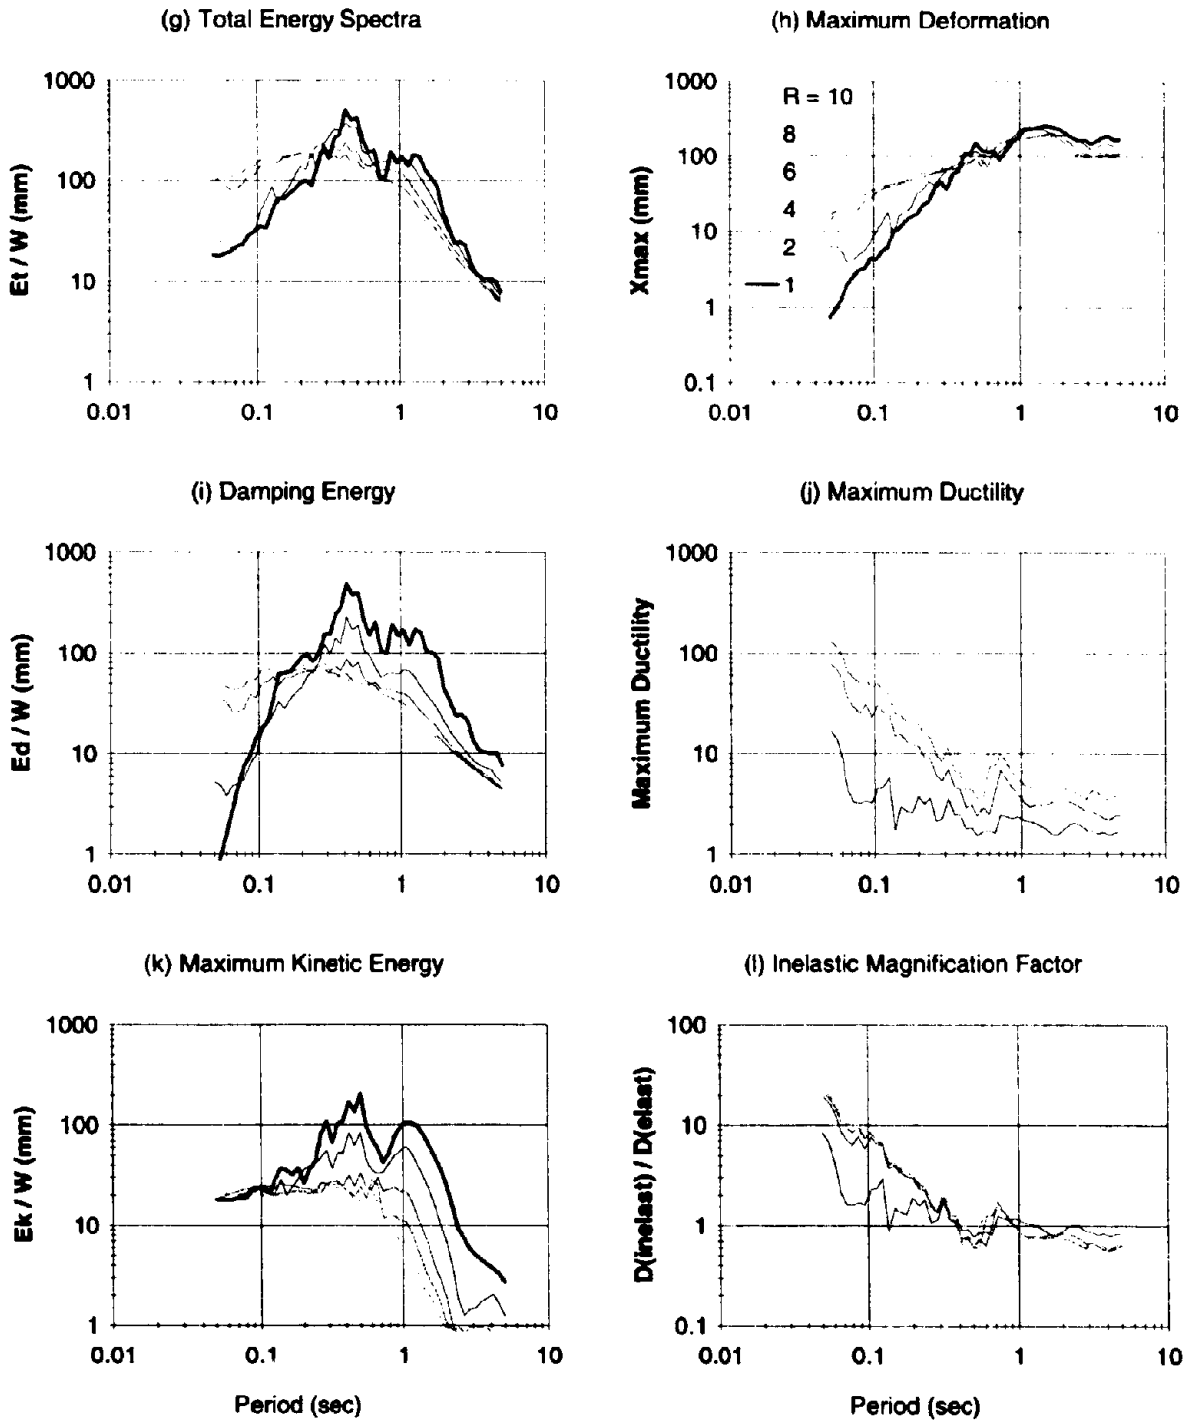 (g) Total Energy Spectra
Et / W (mm)
1000
100
10
1
0.01 0.1 1 10
(h) Maximum Deformation
Xmax (mm)
1000
100
10
1
0.1
R = 10
8
6
4
2
1
0.01 0.1 1 10
(i) Damping Energy
Ed / W (mm)
1000
100
10
1
0.01 0.1 1 10
(j) Maximum Ductility
Maximum Ductility
1000
100
10
1
0.01 0.1 1 10
(k) Maximum Kinetic Energy
Ek / W (mm)
1000
100
10
1
0.01 0.1 1 10
Period (sec)
(l) Inelastic Magnification Factor
D(inelast) / D(elast)
100
10
1
0.1
0.01 0.1 1 10
Period (sec)